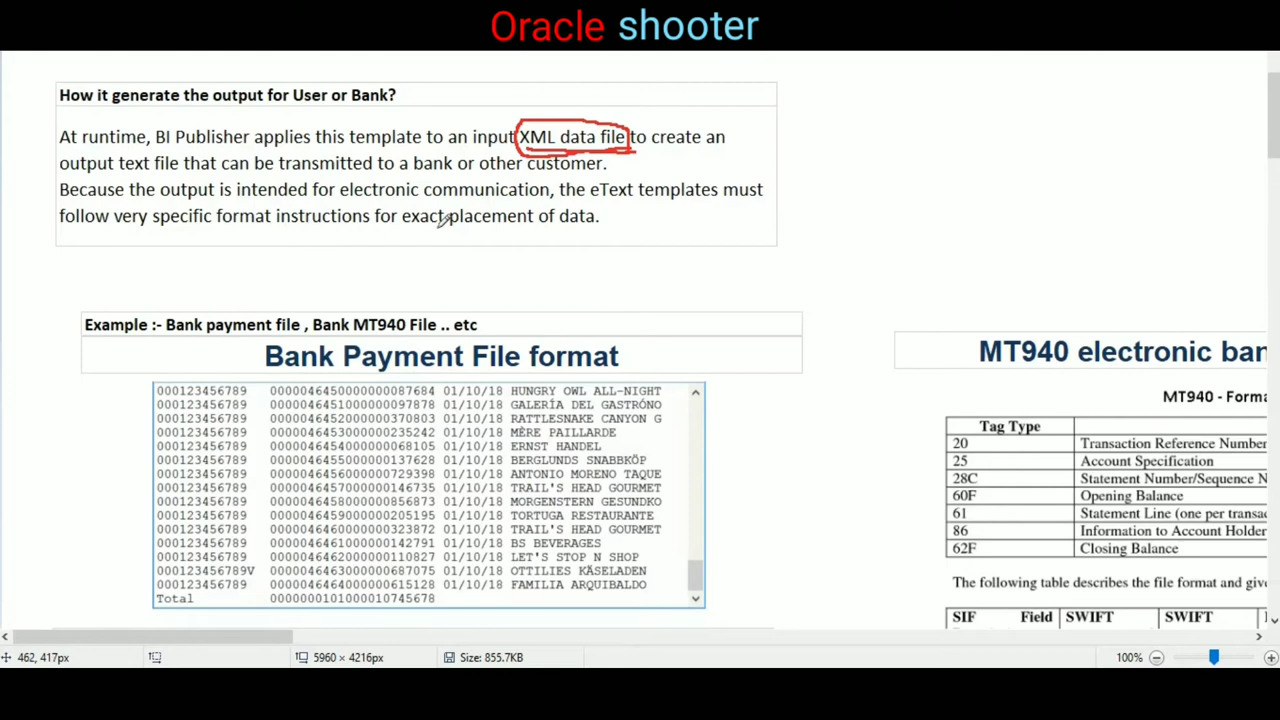 Oracle shooter
How it generate the output for User or Bank?
At runtime, BI Publisher applies this template to an input XML data file to create an
output text file that can be transmitted to a bank or other customer.
Because the output is intended for electronic communication, the eText templates must
follow very specific format instructions for exact placement of data.
Example :- Bank payment file , Bank MT940 File .. etc
Bank Payment File format
000123456789 0000046450000000087684 01/10/18 HUNGRY OWL ALL-NIGHT
000123456789 0000046451000000097878 01/10/18 GALERÍA DEL GASTRÓNO
000123456789 0000046452000000370803 01/10/18 RATTLESNAKE CANYON G
000123456789 0000046453000000235242 01/10/18 MÈRE PAILLARDE
000123456789 0000046454000000068105 01/10/18 ERNST HANDEL
000123456789 0000046455000000137628 01/10/18 BERGLUNDS SNABBKÖP
000123456789 0000046456000000729398 01/10/18 ANTONIO MORENO TAQUE
000123456789 0000046457000000146735 01/10/18 TRAIL'S HEAD GOURMET
000123456789 0000046458000000856873 01/10/18 MORGENSTERN GESUNDKO
000123456789 0000046459000000205195 01/10/18 TORTUGA RESTAURANTE
000123456789 0000046460000000323872 01/10/18 TRAIL'S HEAD GOURMET
000123456789 0000046461000000142791 01/10/18 BS BEVERAGES
000123456789 0000046462000000110827 01/10/18 LET'S STOP N SHOP
000123456789V 0000046463000000687075 01/10/18 OTTILIES KÄSELADEN
000123456789 0000046464000000615128 01/10/18 FAMILIA ARQUIBALDO
Total 0000000101000010745678
MT940 electronic ban
MT940 - Forma
Tag Type
20 Transaction Reference Number
25 Account Specification
28C Statement Number/Sequence N
60F Opening Balance
61 Statement Line (one per transac
86 Information to Account Holder
62F Closing Balance
The following table describes the file format and give
SIF Field SWIFT SWIFT
462, 417px
5960 × 4216px
Size: 855.7KB
100%